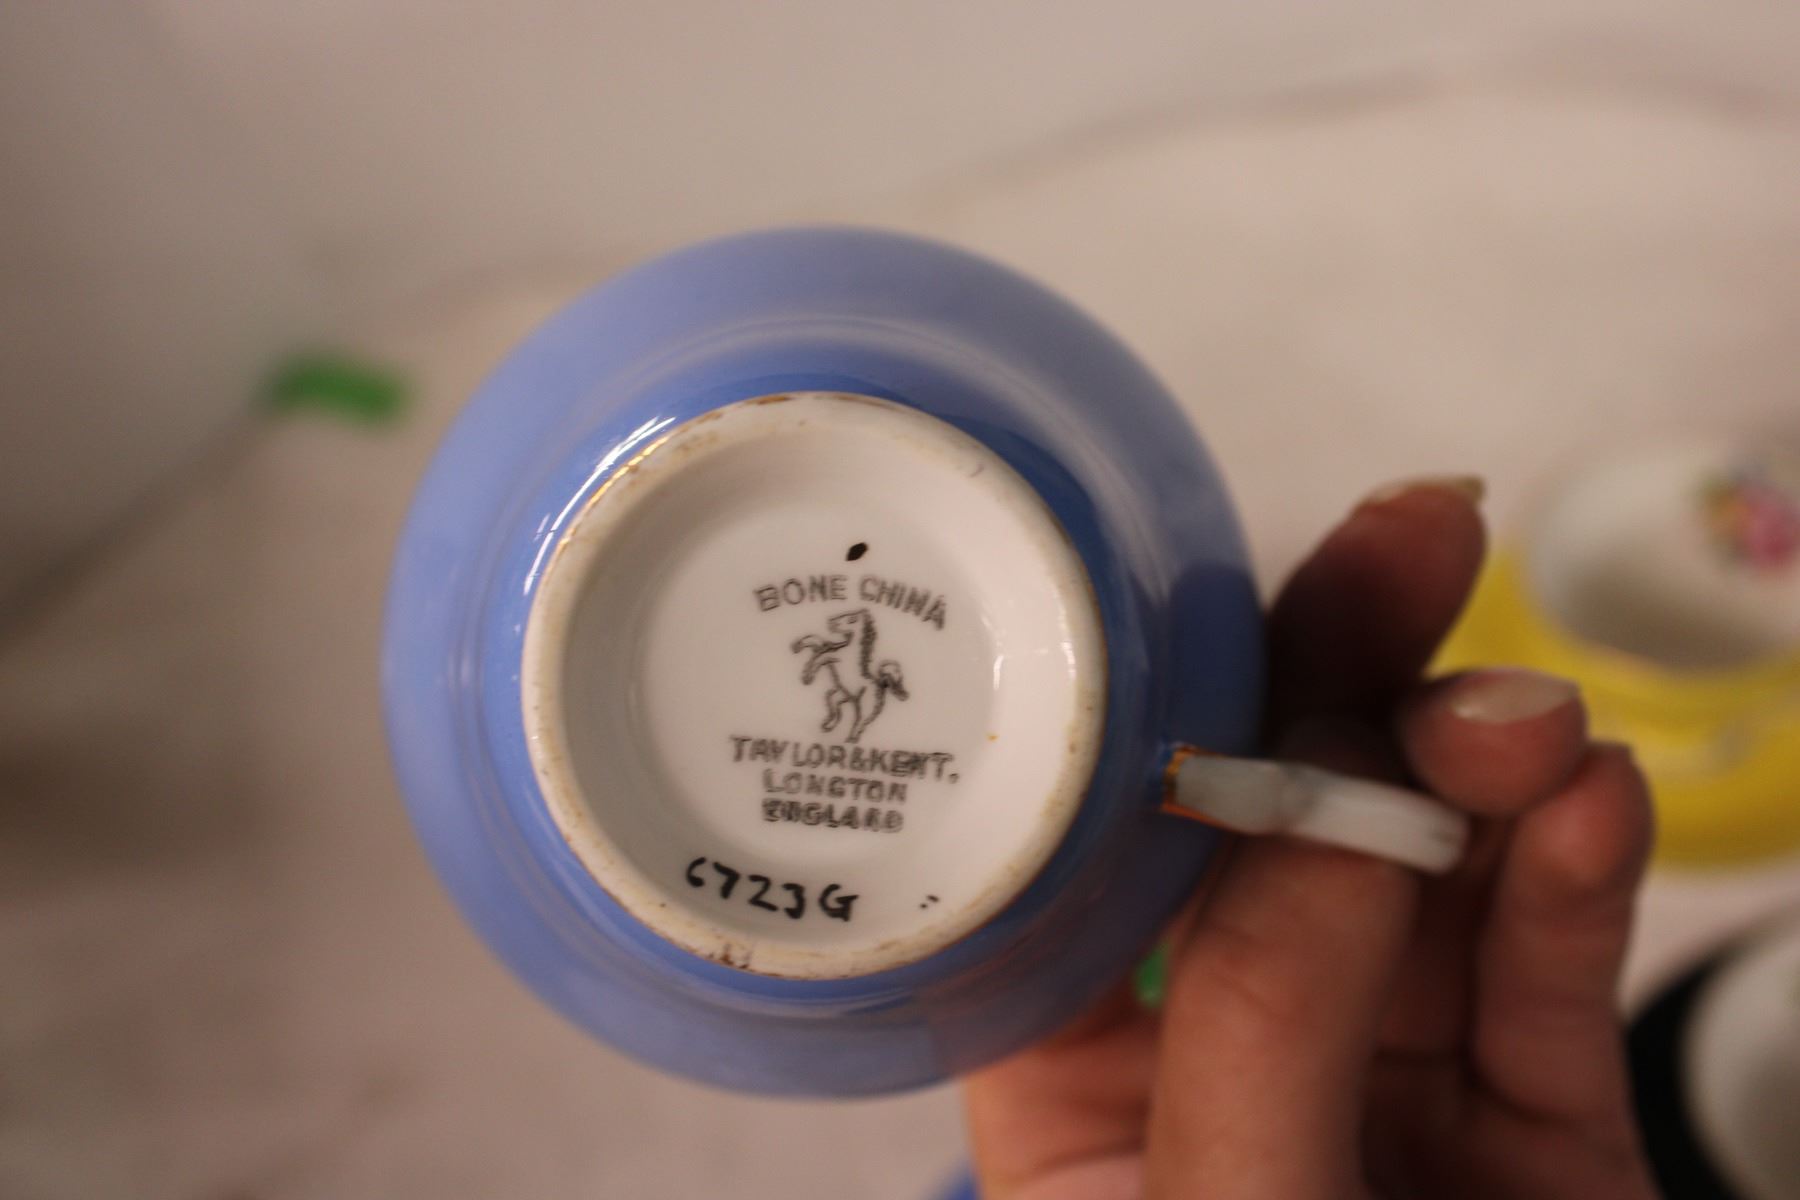 BONE CHINA
TAYLOR&KENT.
LONGTON
ENGLAND
6723G